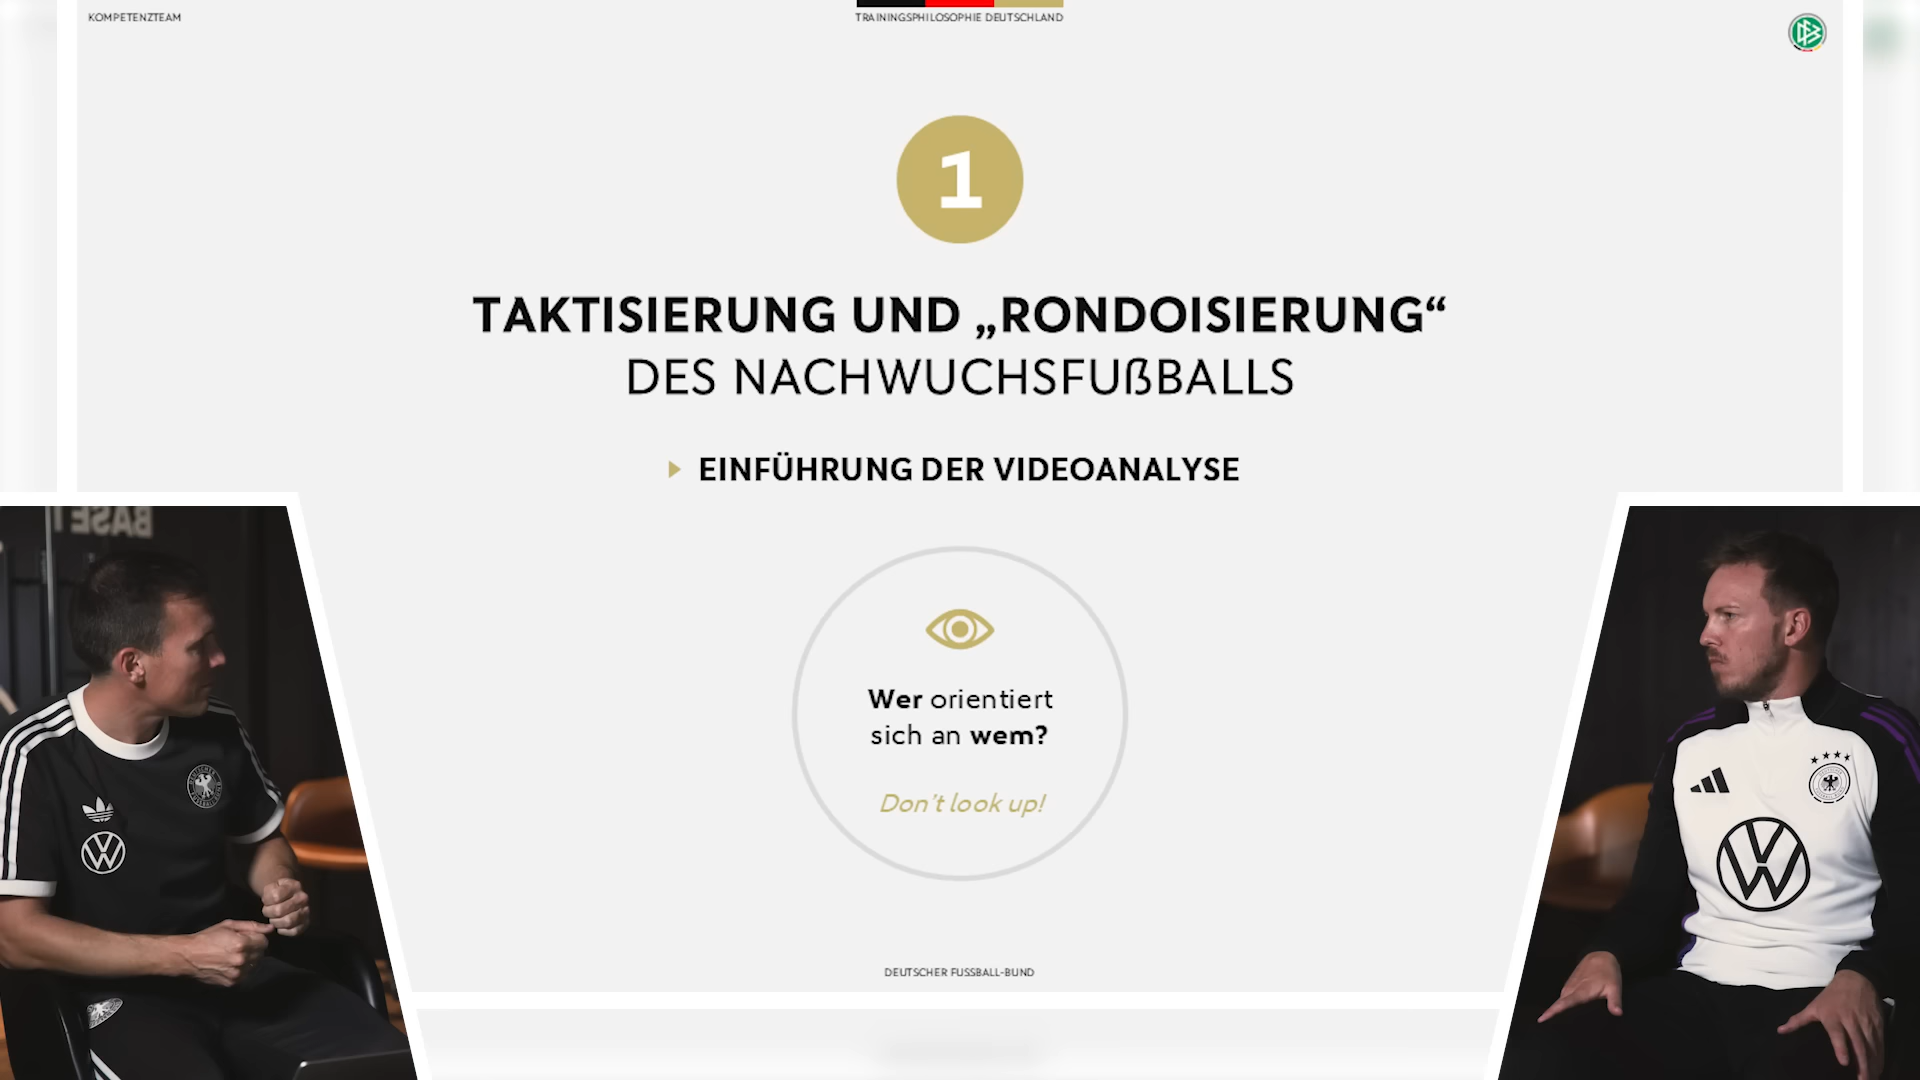 KOMPETENZTEAM
TRAININGSPHILOSOPHIE DEUTSCHLAND
1
TAKTISIERUNG UND „RONDOISIERUNG“
DES NACHWUCHSFUßBALLS
EINFÜHRUNG DER VIDEOANALYSE
Wer orientiert
sich an wem?
Don't look up!
DEUTSCHER FUSSBALL-BUND